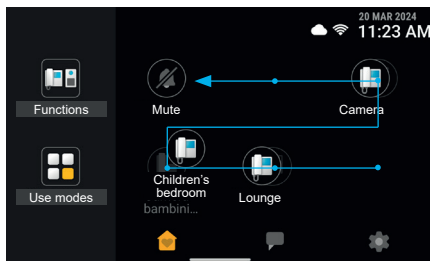 20 MAR 2024
11:23 AM
Functions
Mute
Camera
Use modes
Children's
bedroom
Lounge
bambini...